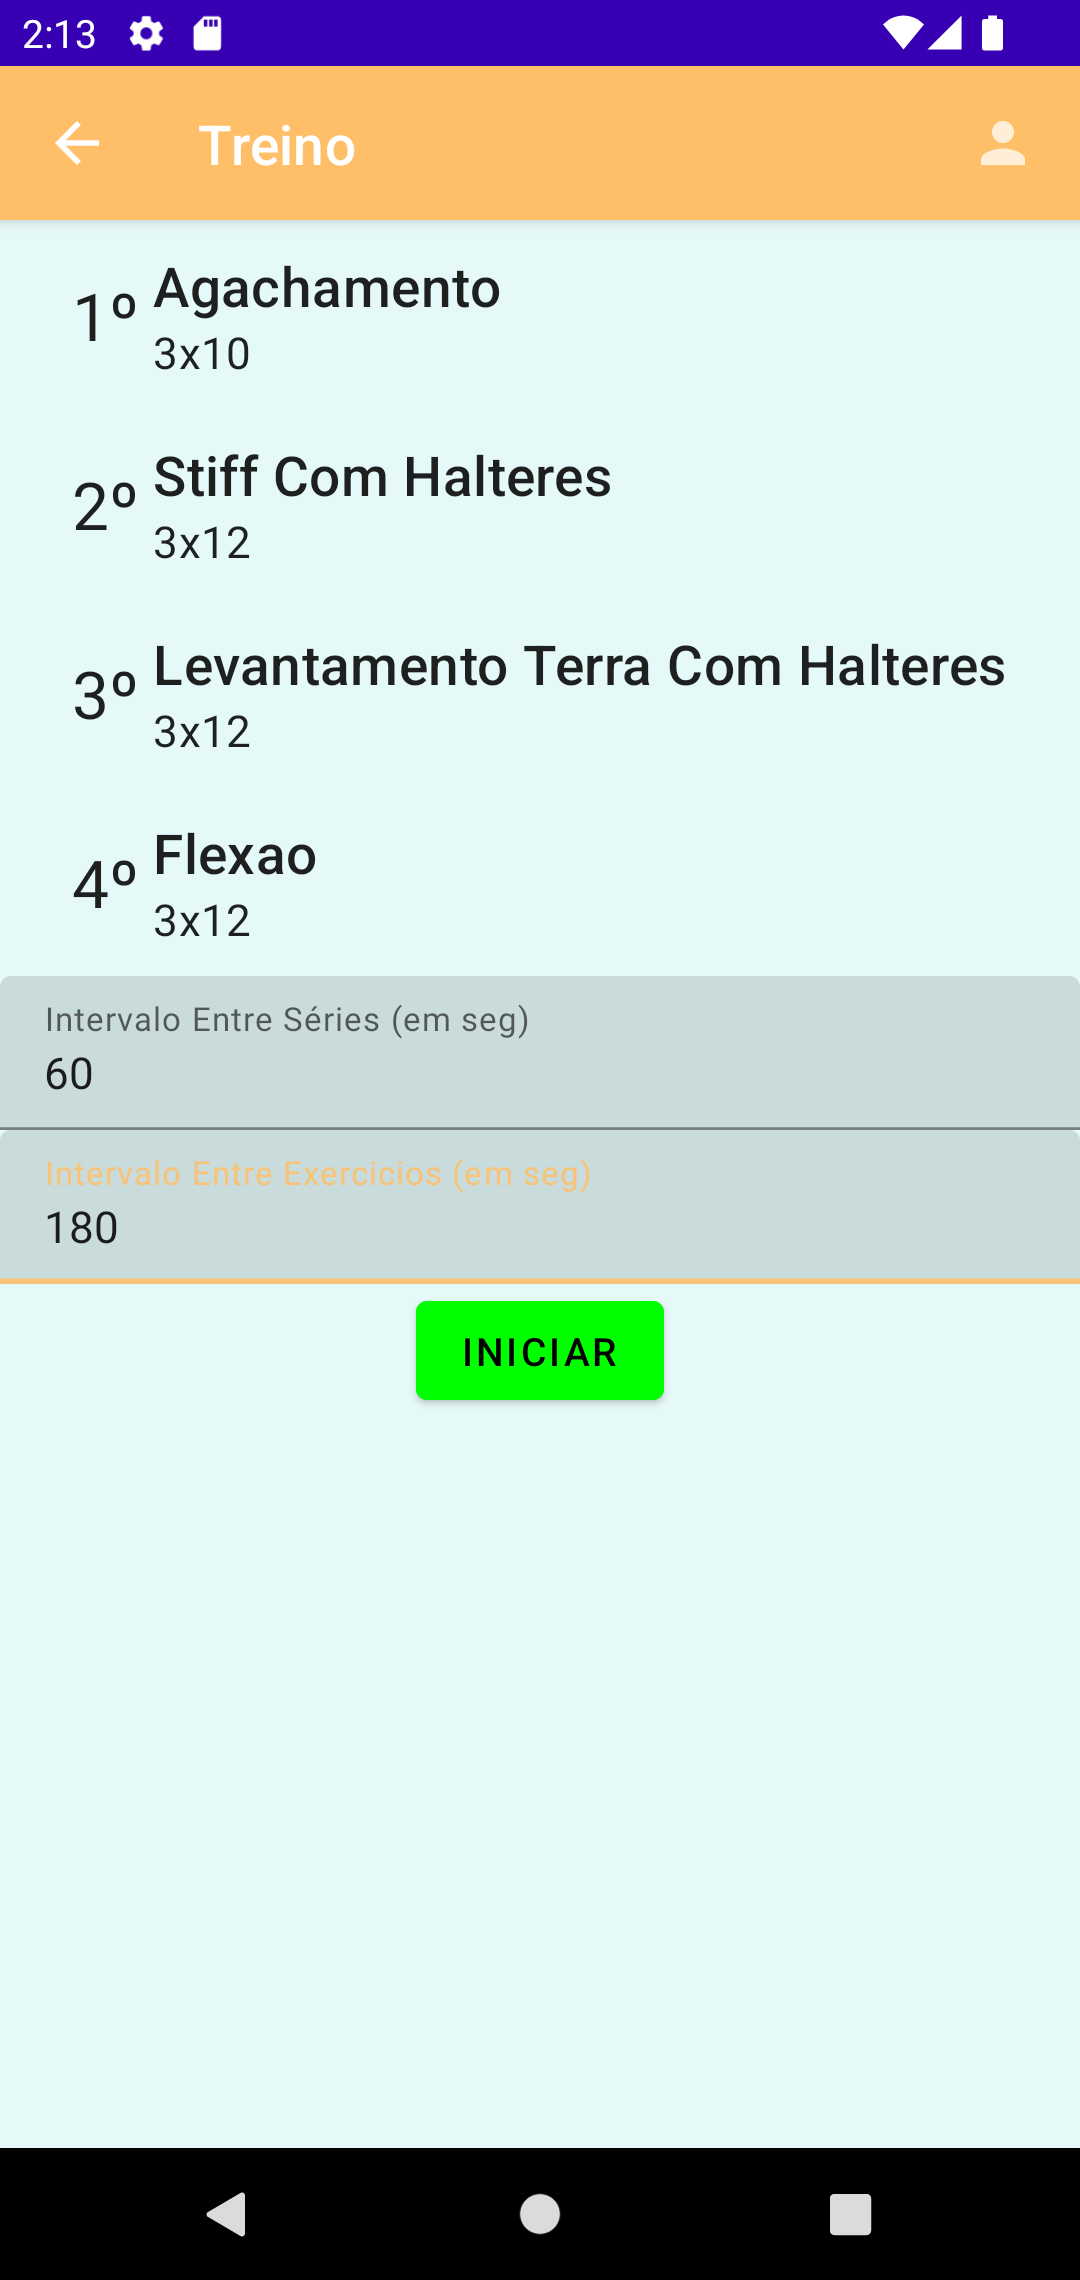 2:13
Treino
1º Agachamento
3x10
2º Stiff Com Halteres
3x12
3º Levantamento Terra Com Halteres
3x12
4º Flexao
3x12
Intervalo Entre Séries (em seg)
60
Intervalo Entre Exercicios (em seg)
180
INICIAR